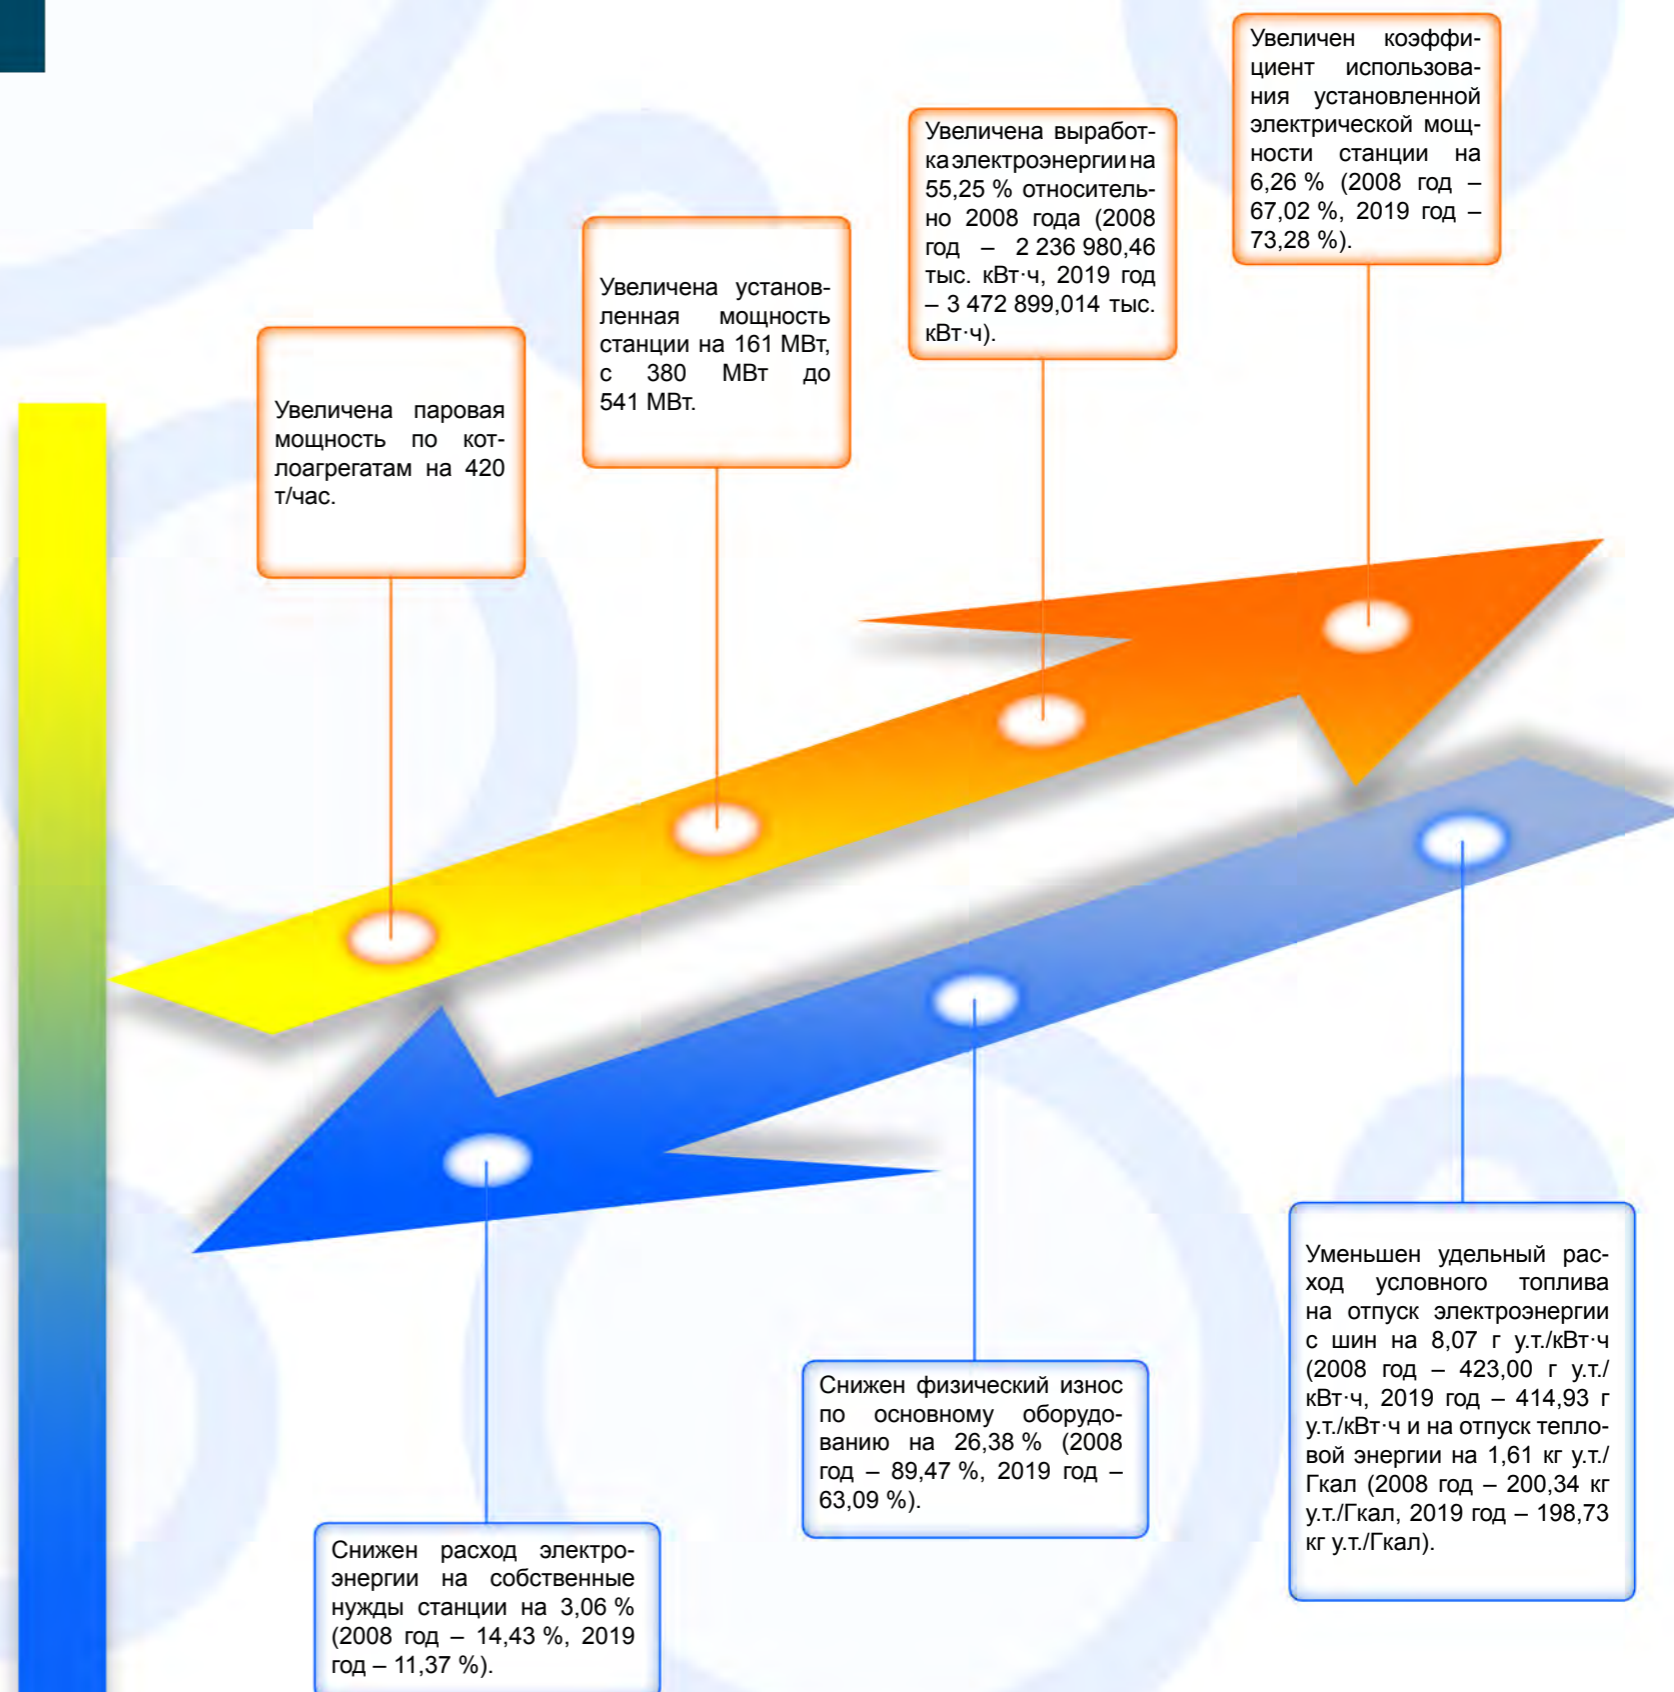 Увеличен коэффи-
циент использова-
ния установленной
электрической мощ-
ности станции на
6,26 % (2008 год –
67,02 %, 2019 год –
73,28 %).
Увеличена выработ-
ка электроэнергии на
55,25 % относитель-
но 2008 года (2008
год – 2 236 980,46
тыс. кВт·ч, 2019 год
– 3 472 899,014 тыс.
кВт·ч).
Увеличена установ-
ленная мощность
станции на 161 МВт,
с 380 МВт до
541 МВт.
Увеличена паровая
мощность по кот-
лоагрегатам на 420
т/час.
Уменьшен удельный рас-
ход условного топлива
на отпуск электроэнергии
с шин на 8,07 г у.т./кВт·ч
(2008 год – 423,00 г у.т./
кВт·ч, 2019 год – 414,93 г
у.т./кВт·ч и на отпуск тепло-
вой энергии на 1,61 кг у.т./
Гкал (2008 год – 200,34 кг
у.т./Гкал, 2019 год – 198,73
кг у.т./Гкал).
Снижен физический износ
по основному оборудо-
ванию на 26,38 % (2008
год – 89,47 %, 2019 год –
63,09 %).
Снижен расход электро-
энергии на собственные
нужды станции на 3,06 %
(2008 год – 14,43 %, 2019
год – 11,37 %).